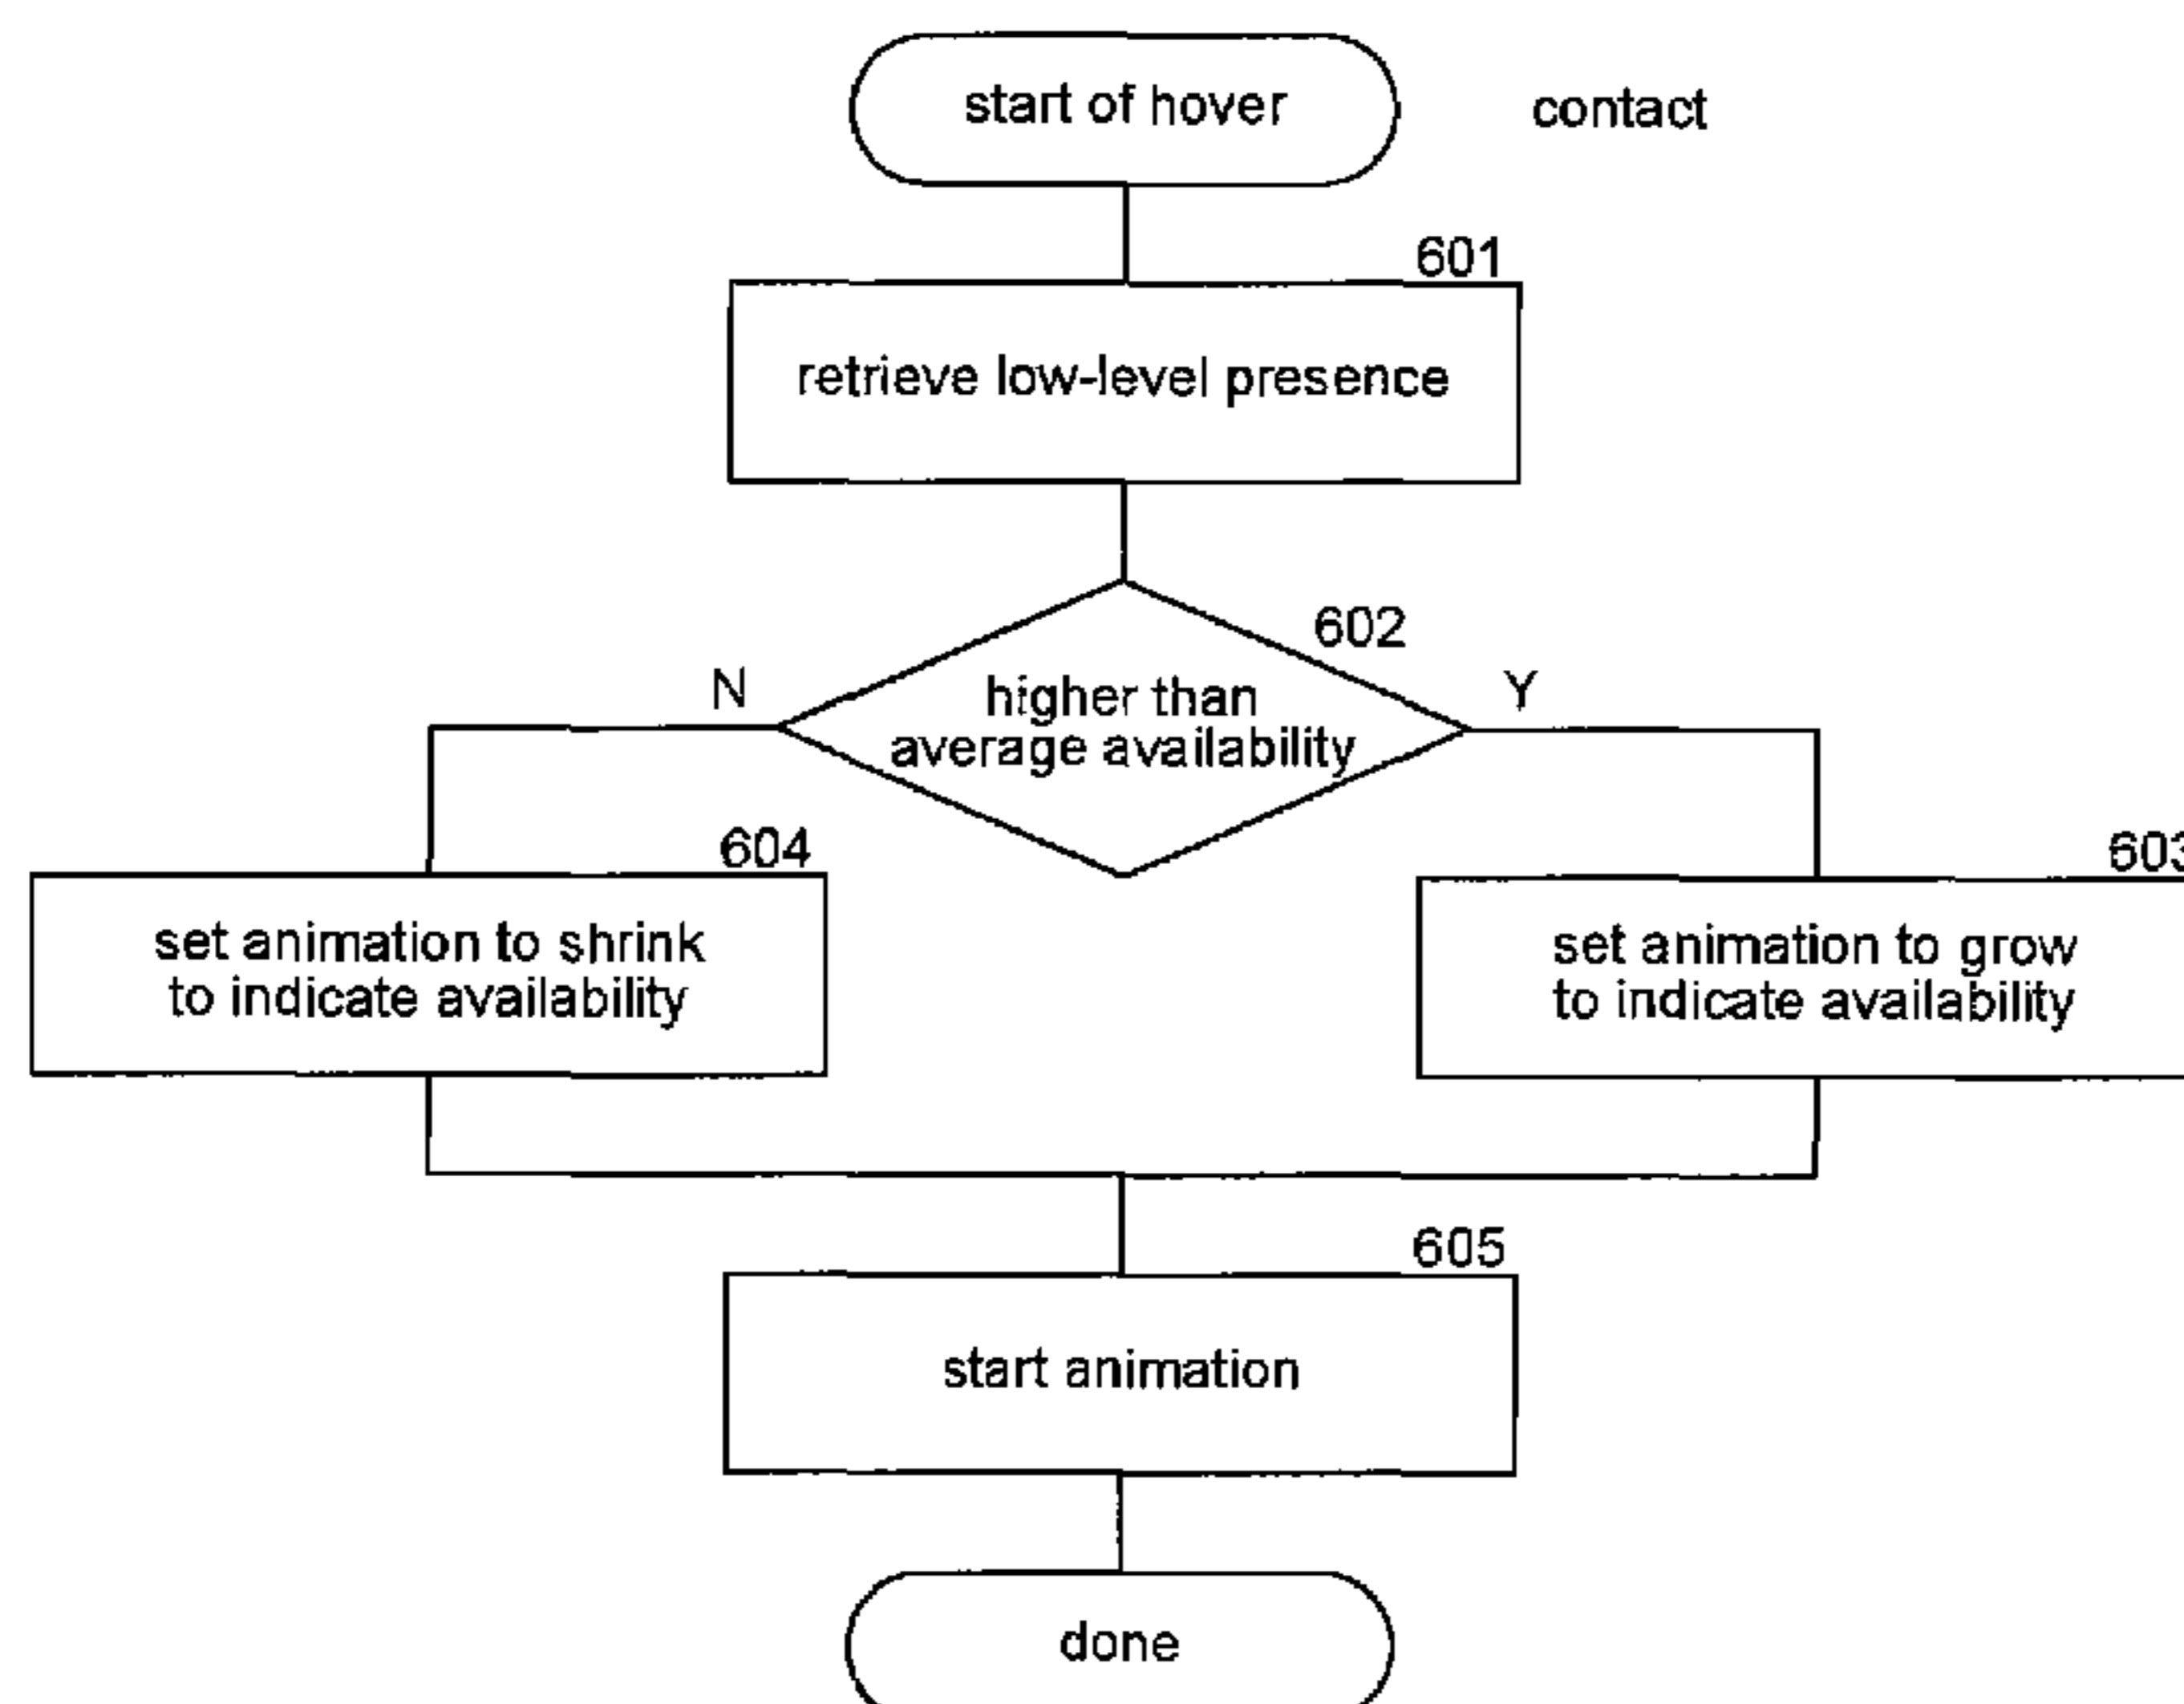 start of hover
contact
601
retrieve low-level presence
602
N
higher than
Y
average availability
604
603
set animation to shrink
to indicate availability
set animation to grow
to indicate availability
605
start animation
done